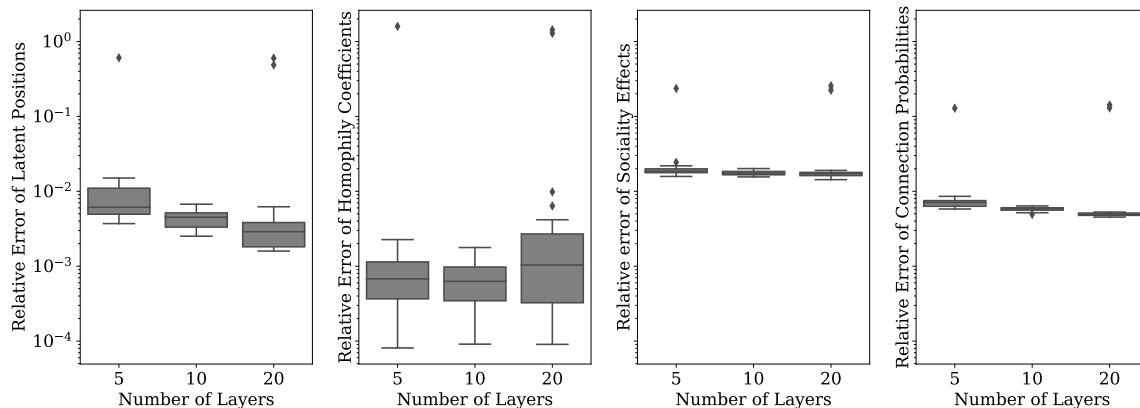 Relative Error of Latent Positions
10⁰
10⁻¹
10⁻²
10⁻³
10⁻⁴
5 10 20
Number of Layers
Relative Error of Homophily Coefficients
5 10 20
Number of Layers
Relative error of Sociality Effects
5 10 20
Number of Layers
Relative Error of Connection Probabilities
5 10 20
Number of Layers